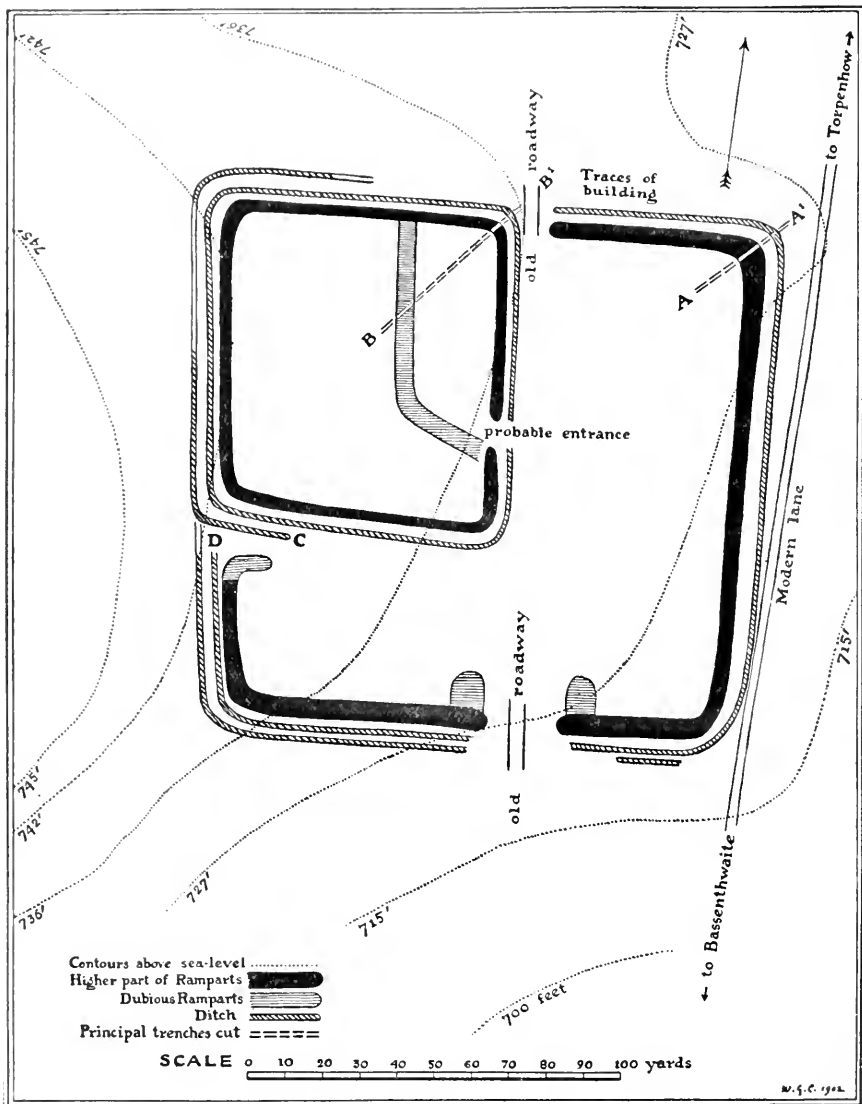 742'
736'
727'
to Torpenhow
roadway
B'
Traces of
building
A'
745'
old
A
B
probable entrance
D
C
Modern lane
715'
roadway
745'
742'
old
736'
727'
715'
to Bassenthwaite
700 feet
Contours above sea-level
Higher part of Ramparts
Dubious Ramparts
Ditch
Principal trenches cut
SCALE 0 10 20 30 40 50 60 70 80 90 100 yards
W.G.C. 1902